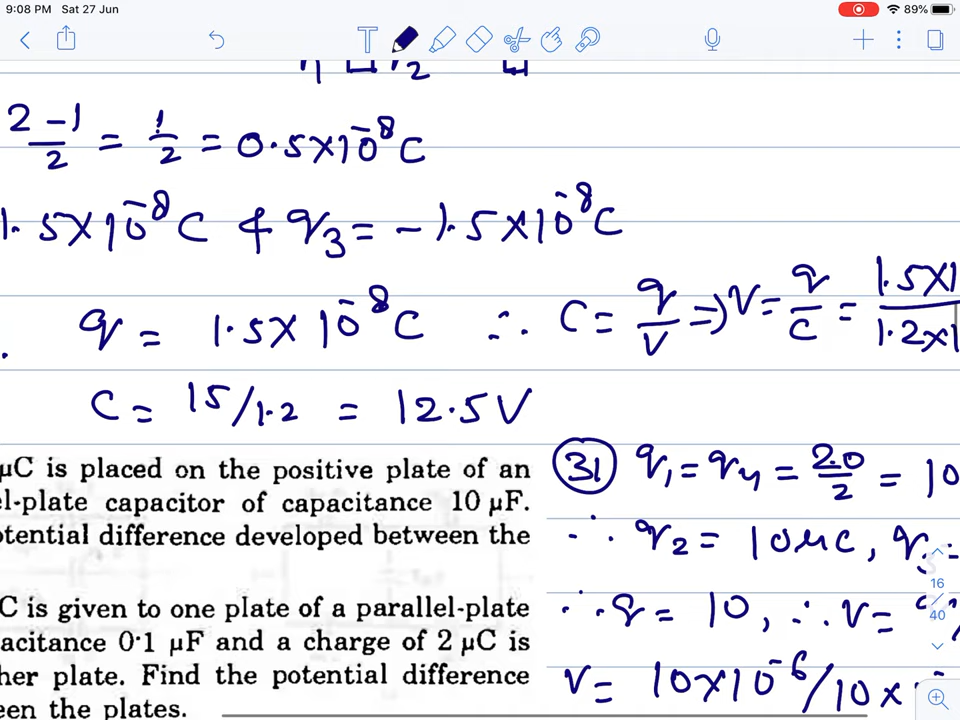 9:08 PM Sat 27 Jun 89%
T
2-1/2 = 1/2 = 0.5×10⁻⁸C
1.5×10⁻⁸C & q₃ = -1.5×10⁻⁸C
q = 1.5×10⁻⁸C ∴ C = q/V ⇒ V = q/C = 1.5×1/1.2×1
C = 15/1.2 = 12.5V
μC is placed on the positive plate of an
el-plate capacitor of capacitance 10 μF.
otential difference developed between the
C is given to one plate of a parallel-plate
acitance 0·1 μF and a charge of 2 μC is
her plate. Find the potential difference
een the plates.
31 q₁ = q₄ = 20/2 = 10
∴ q₂ = 10μC, q₃ =
∴ q = 10, ∴ V =
V = 10×10⁻⁶/10×
16
/
40